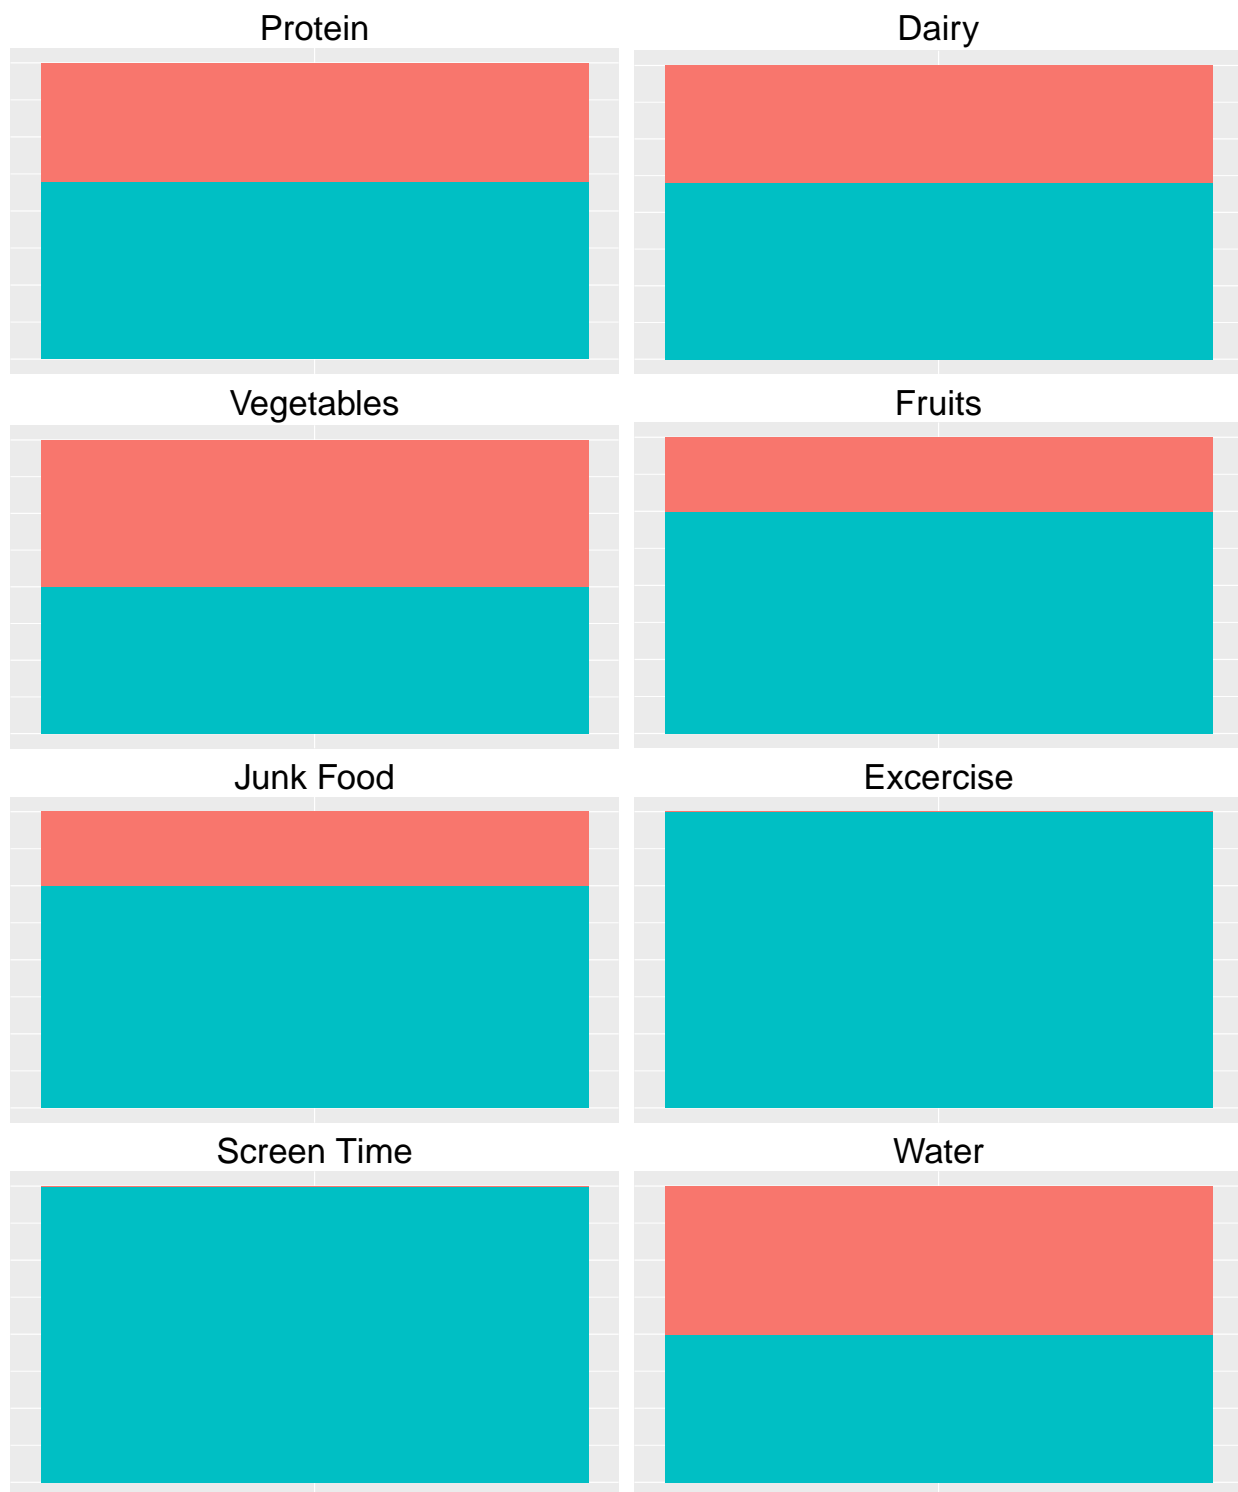 Protein
Dairy
Vegetables
Fruits
Junk Food
Excercise
Screen Time
Water